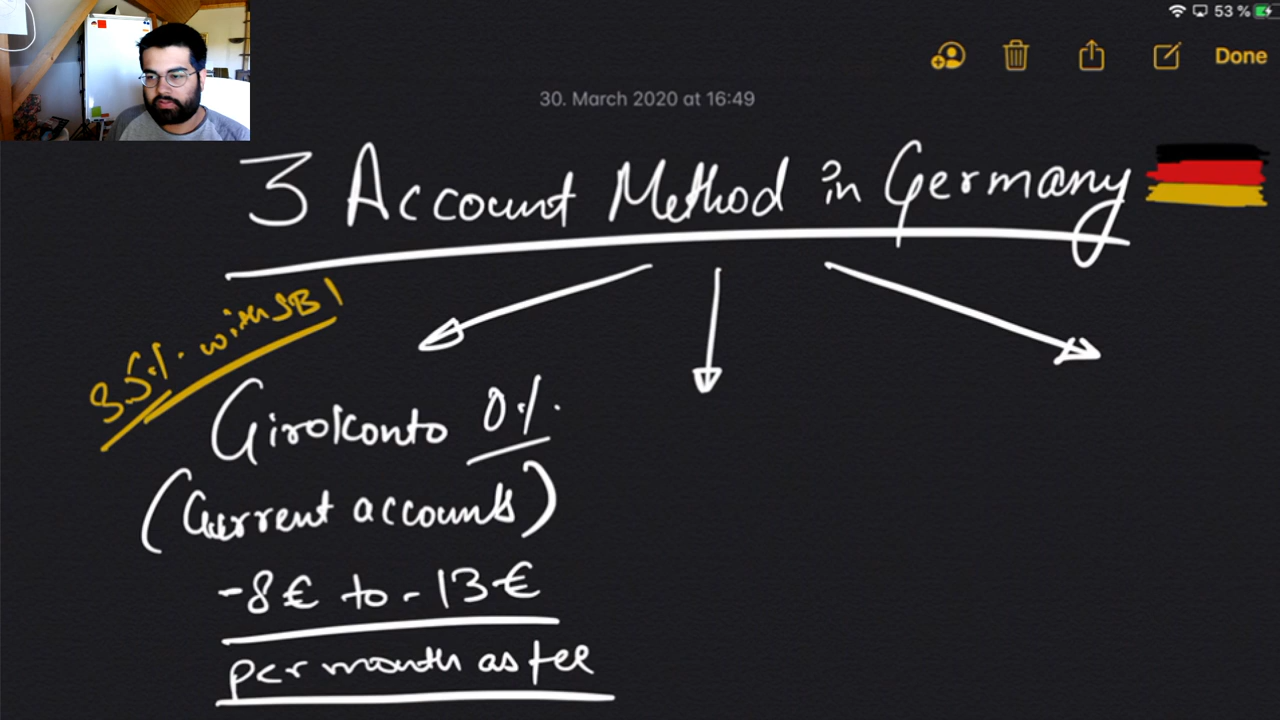 53 %
Done
30. March 2020 at 16:49
3 Account Method in Germany
3.5% with SBI
Girokonto 0%
(Current accounts)
-8€ to -13€
per month as fee